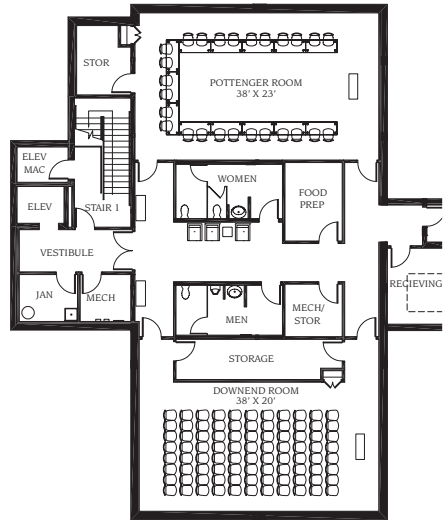 STOR
POTTENGER ROOM
38' X 23'
ELEV
MAC
WOMEN
FOOD
PREP
ELEV
STAIR 1
VESTIBULE
RECIEVING
JAN
MECH
MEN
MECH/
STOR
STORAGE
DOWNEND ROOM
38' X 20'